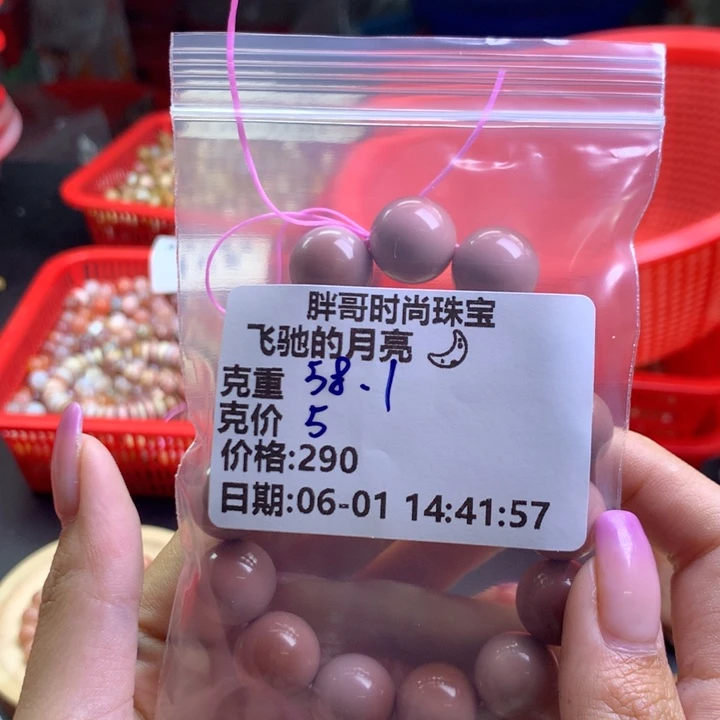 胖哥时尚珠宝
飞驰的月亮
克重 58.1
克价 5
价格:290
日期:06-01 14:41:57